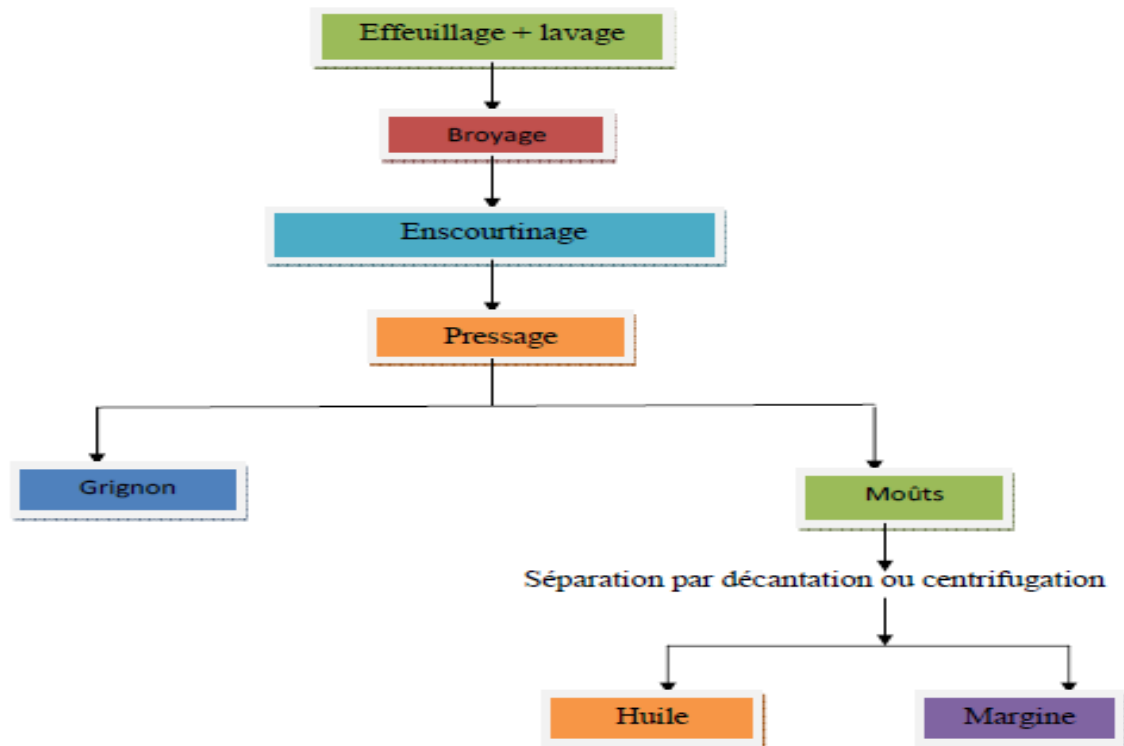 Effeuillage + lavage
Broyage
Enscourtinage
Pressage
Grignon
Moûts
Séparation par décantation ou centrifugation
Huile
Margine